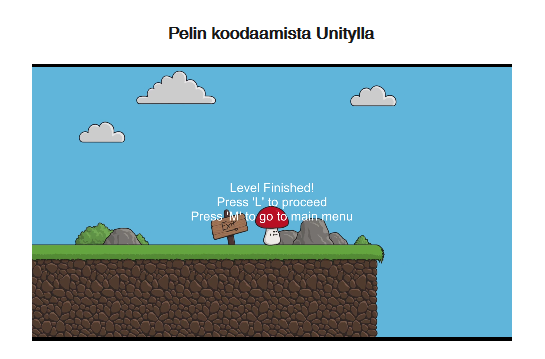 Pelin koodaamista Unitylla
Level Finished!
Press 'L' to proceed
Press 'M' to go to main menu